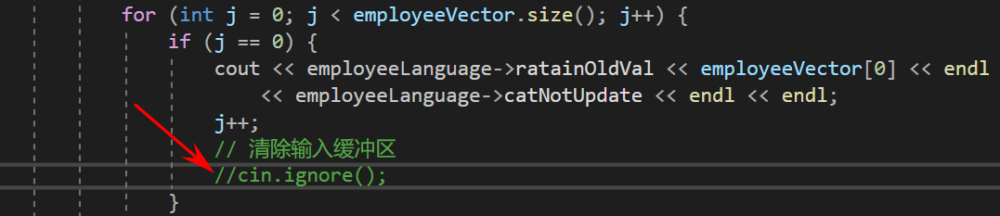 for (int j = 0; j < employeeVector.size(); j++) {
if (j == 0) {
cout << employeeLanguage->ratainOldVal << employeeVector[0] << endl
<< employeeLanguage->catNotUpdate << endl << endl;
j++;
// 清除输入缓冲区
//cin.ignore();
}